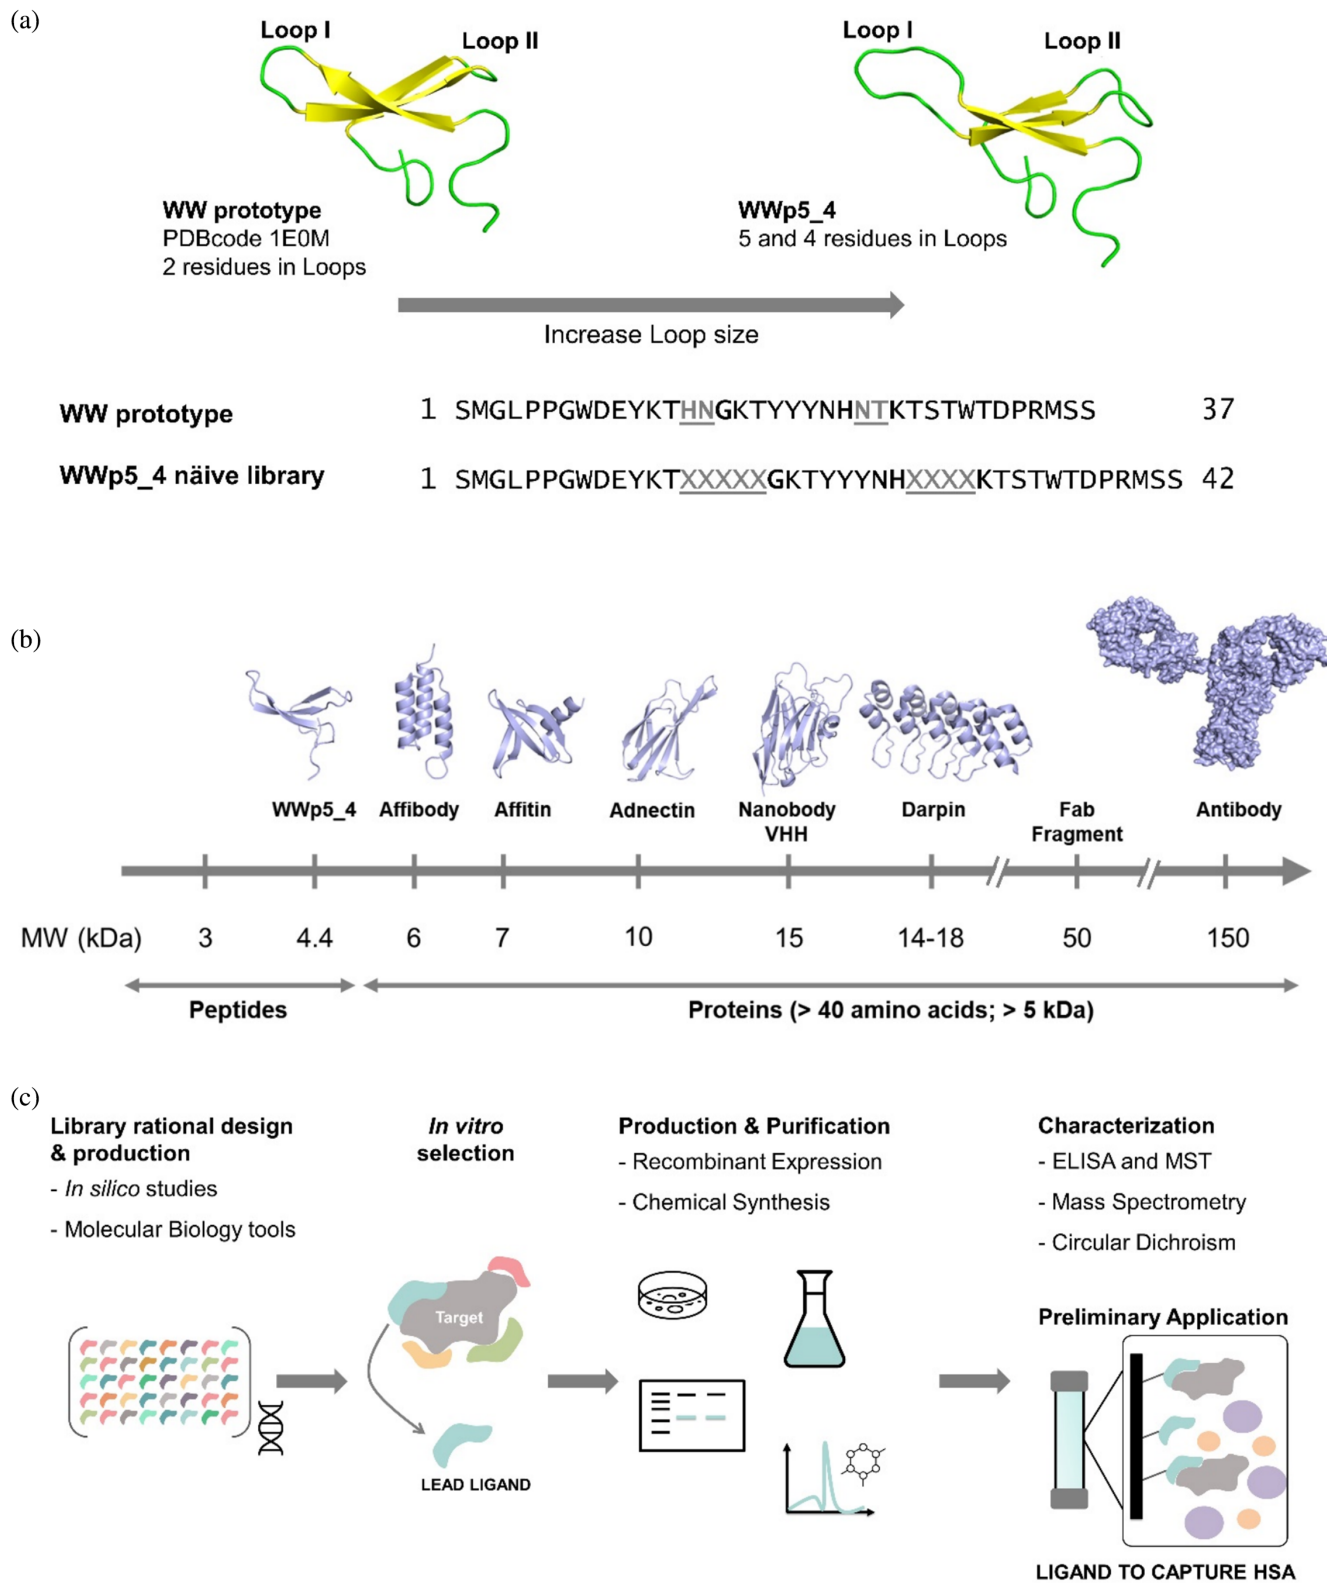 (a)
Loop I
Loop II
Loop I
Loop II
WW prototype
PDBcode 1E0M
2 residues in Loops
WWp5_4
5 and 4 residues in Loops
Increase Loop size
WW prototype 1 SMGLPPGWDEYKTHNGKTYYYNHNTKTSTWTDPRMSS 37
WWp5_4 näive library 1 SMGLPPGWDEYKTXXXXXGKTYYYNHXXXXKTSTWTDPRMSS 42
(b)
WWp5_4 Affibody Affitin Adnectin Nanobody VHH Darpin Fab Fragment Antibody
MW (kDa) 3 4.4 6 7 10 15 14-18 50 150
Peptides Proteins (> 40 amino acids; > 5 kDa)
(c)
Library rational design
& production
- In silico studies
- Molecular Biology tools
In vitro
selection
Target
LEAD LIGAND
Production & Purification
- Recombinant Expression
- Chemical Synthesis
Characterization
- ELISA and MST
- Mass Spectrometry
- Circular Dichroism
Preliminary Application
LIGAND TO CAPTURE HSA